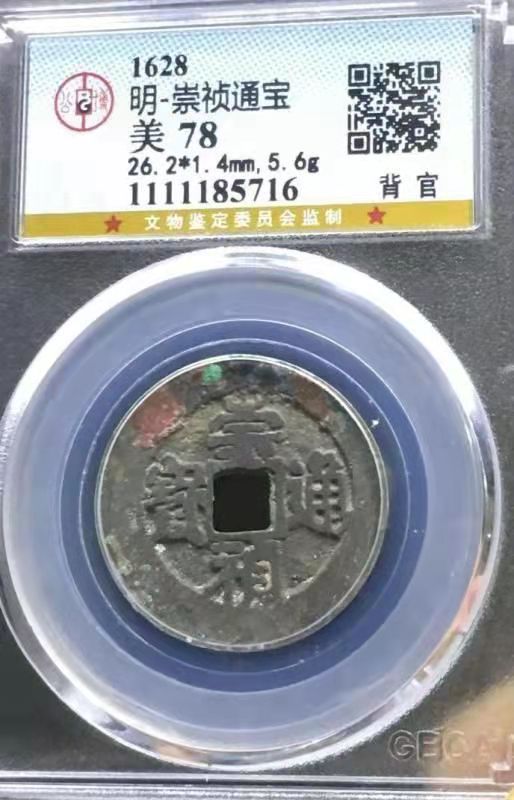 1628
明-崇祯通宝
美 78
26.2*1.4mm,5.6g
1111185716 背官
文物鉴定委员会监制
崇
寳 通
禎